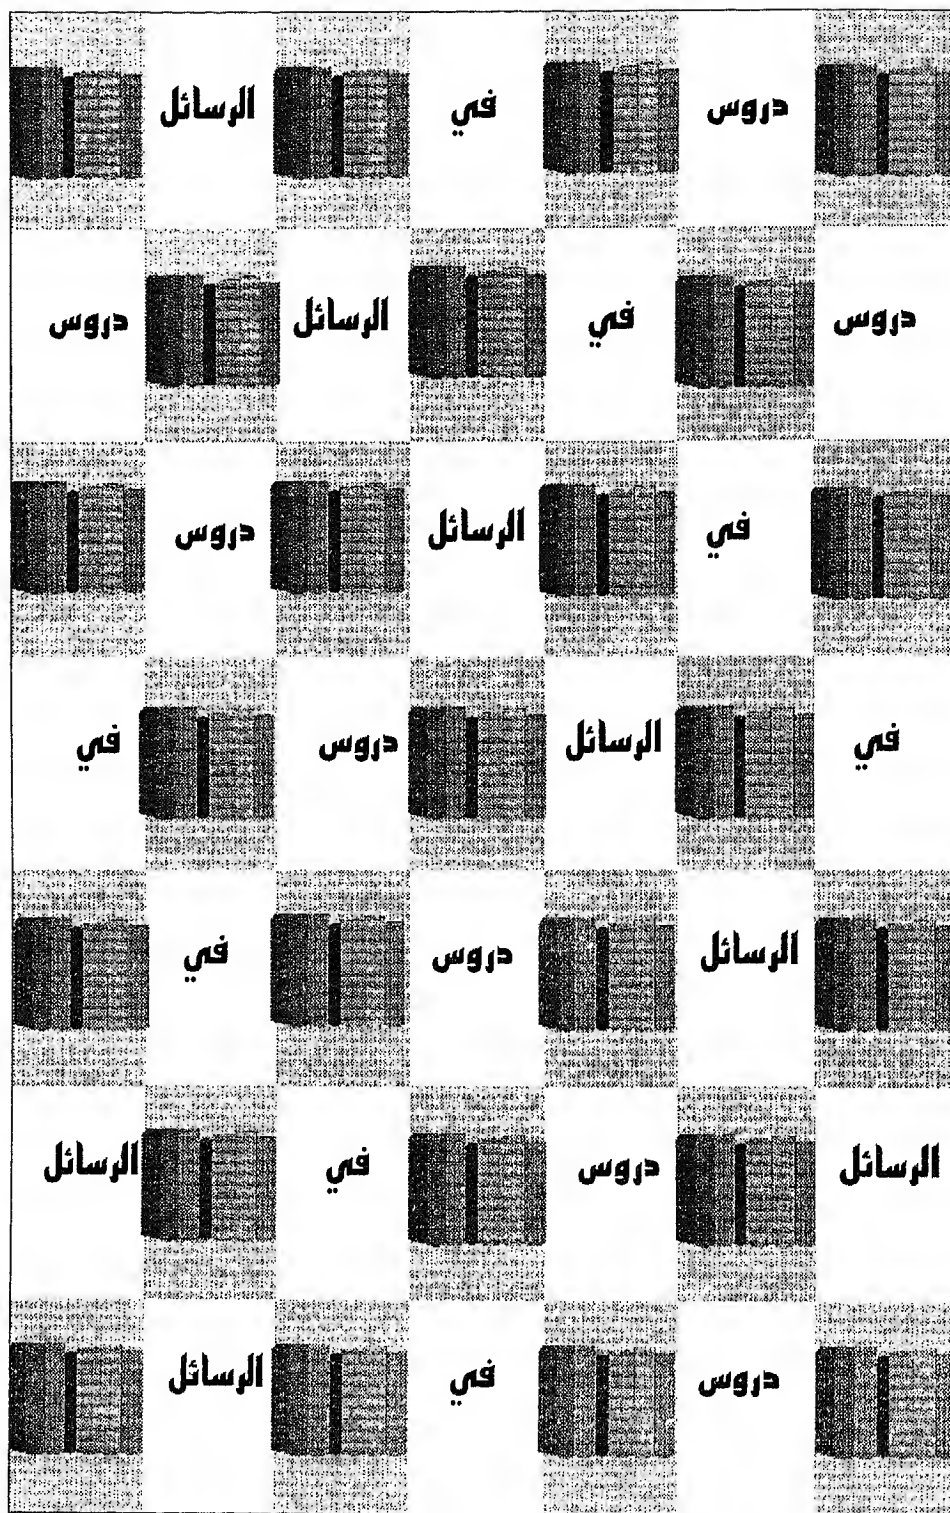 دروس في الرسائل
دروس في الرسائل دروس
في الرسائل دروس
في الرسائل دروس في
الرسائل دروس في
الرسائل دروس في الرسائل
دروس في الرسائل